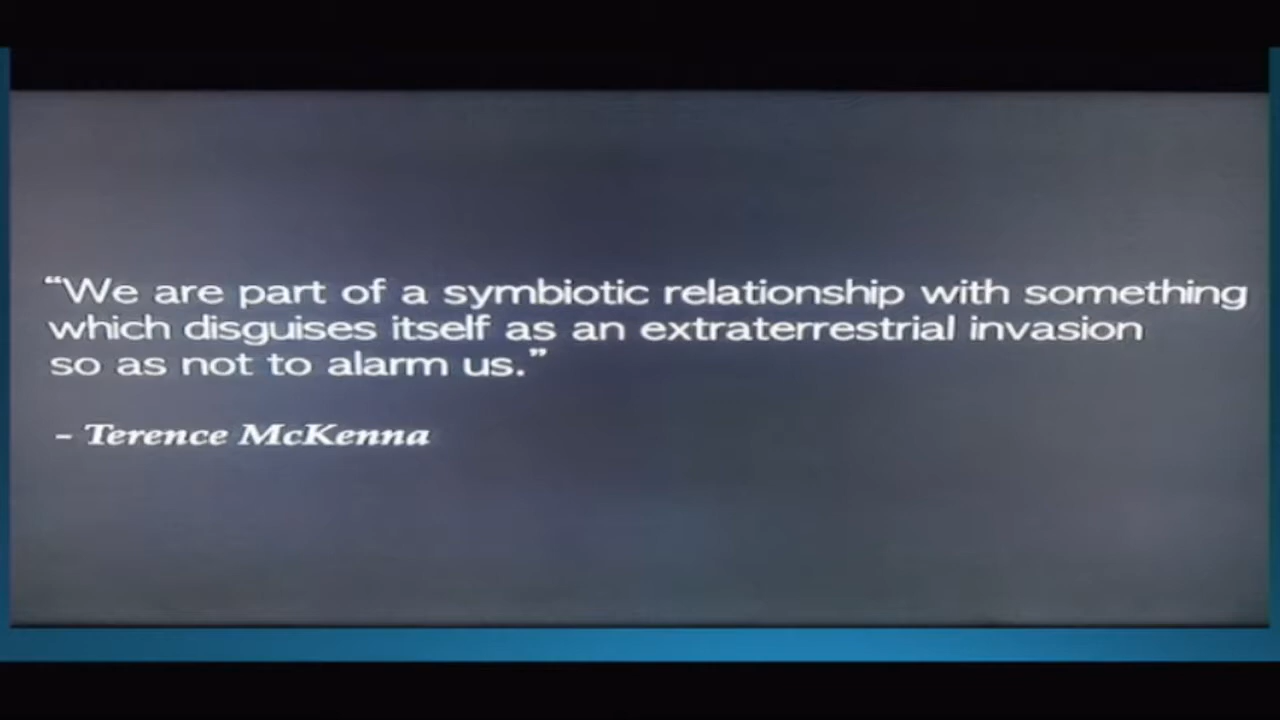 “We are part of a symbiotic relationship with something
which disguises itself as an extraterrestrial invasion
so as not to alarm us.”
– Terence McKenna